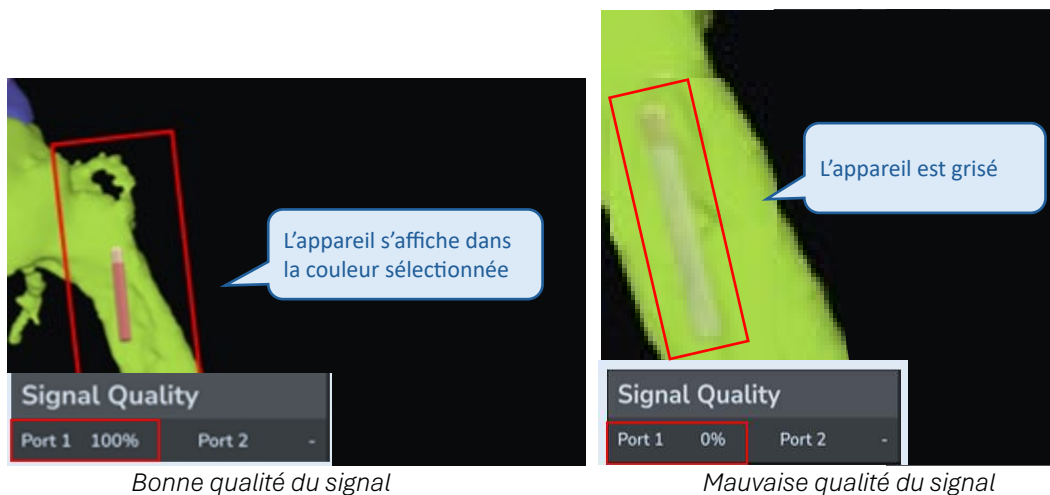 L'appareil s'affiche dans
la couleur sélectionnée
Signal Quality
Port 1 100% Port 2 -
Bonne qualité du signal
L'appareil est grisé
Signal Quality
Port 1 0% Port 2 -
Mauvaise qualité du signal